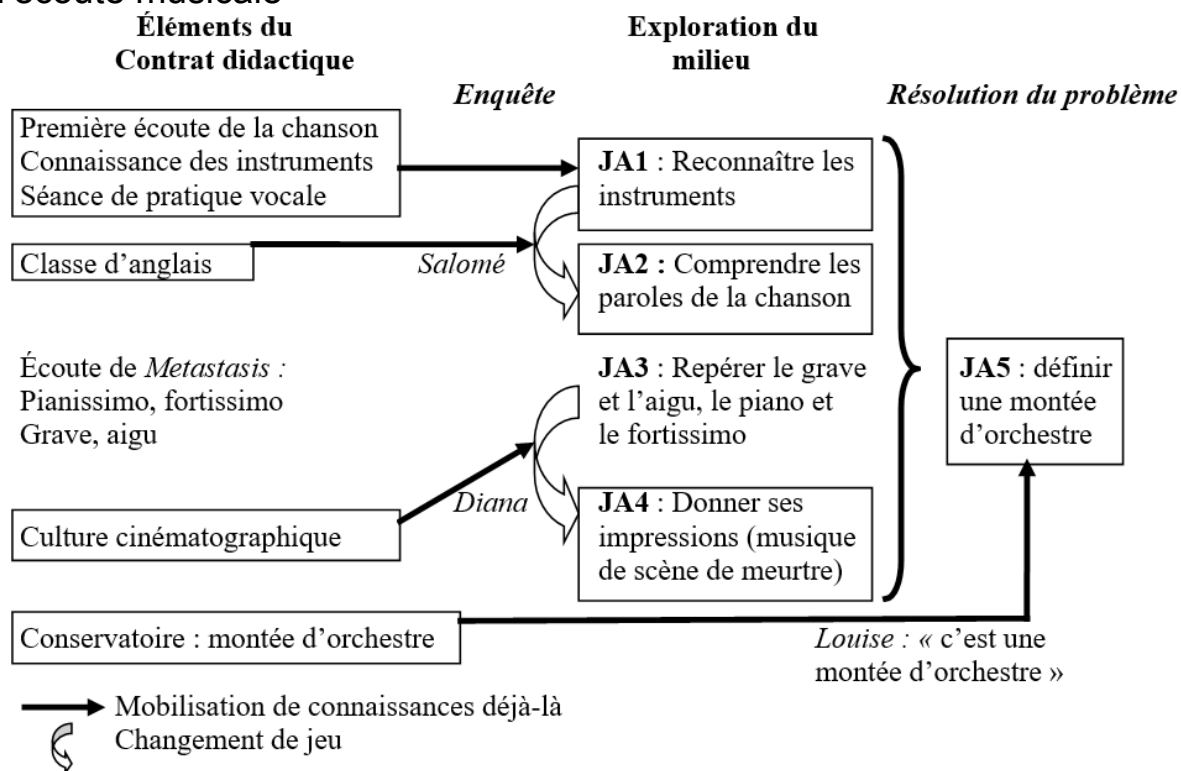 l'écoute musicale
Éléments du
Contrat didactique
Exploration du
milieu
Enquête
Résolution du problème
Première écoute de la chanson
Connaissance des instruments
Séance de pratique vocale
JA1 : Reconnaître les
instruments
Classe d'anglais
Salomé
JA2 : Comprendre les
paroles de la chanson
Écoute de Metastasis :
Pianissimo, fortissimo
Grave, aigu
JA3 : Repérer le grave
et l'aigu, le piano et
le fortissimo
JA5 : définir
une montée
d'orchestre
Culture cinématographique
Diana
JA4 : Donner ses
impressions (musique
de scène de meurtre)
Conservatoire : montée d'orchestre
Louise : « c'est une
montée d'orchestre »
Mobilisation de connaissances déjà-là
Changement de jeu